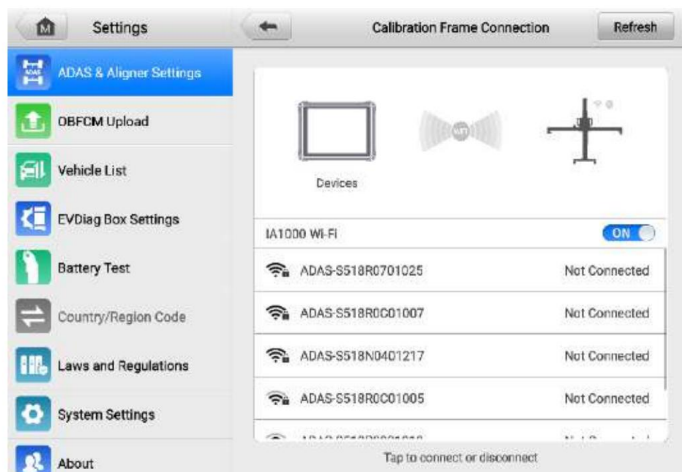 Settings
Calibration Frame Connection
Refresh
ADAS & Aligner Settings
OBFCM Upload
Vehicle List
EVDiag Box Settings
Battery Test
Country/Region Code
Laws and Regulations
System Settings
About
Devices
IA1000 Wi-Fi
ON
ADAS-S518R0701025
Not Connected
ADAS-S518R0C01007
Not Connected
ADAS-S518N0401217
Not Connected
ADAS-S518R0C01005
Not Connected
Tap to connect or disconnect